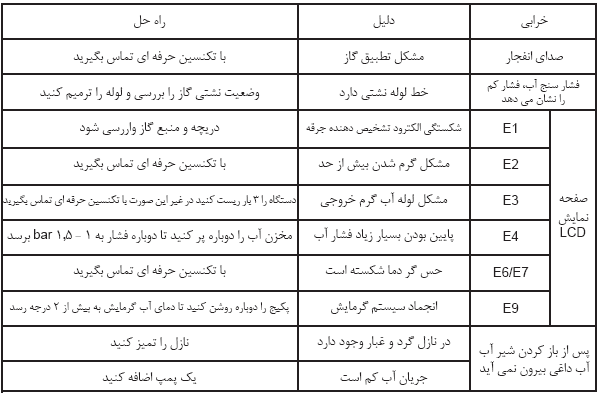 خرابی دلیل راه حل
صدای انفجار مشکل تطبیق گاز با تکنسین حرفه ای تماس بگیرید
فشار سنج آب، فشار کم
را نشان می دهد
خط لوله نشتی دارد وضعیت نشتی گاز را بررسی و لوله را ترمیم کنید
صفحه
نمایش
LCD
E1 شکستگی الکترود تشخیص دهنده جرقه دریچه و منبع گاز واررسی شود
E2 مشکل گرم شدن بیش از حد با تکنسین حرفه ای تماس بگیرید
E3 مشکل لوله آب گرم خروجی دستگاه را ۳ بار ریست کنید در غیر این صورت با تکنسین حرفه ای تماس بگیرید
E4 پایین بودن بسیار زیاد فشار آب مخزن آب را دوباره پر کنید تا دوباره فشار به ۱ - ۱,۵ bar برسد
E6/E7 حس گر دما شکسته است با تکنسین حرفه ای تماس بگیرید
E9 انجماد سیستم گرمایش پکیج را دوباره روشن کنید تا دمای آب گرمایش به بیش از ۲ درجه رسد
پس از باز کردن شیر آب
آب داغی بیرون نمی آید
در نازل گرد و غبار وجود دارد نازل را تمیز کنید
جریان آب کم است یک پمپ اضافه کنید